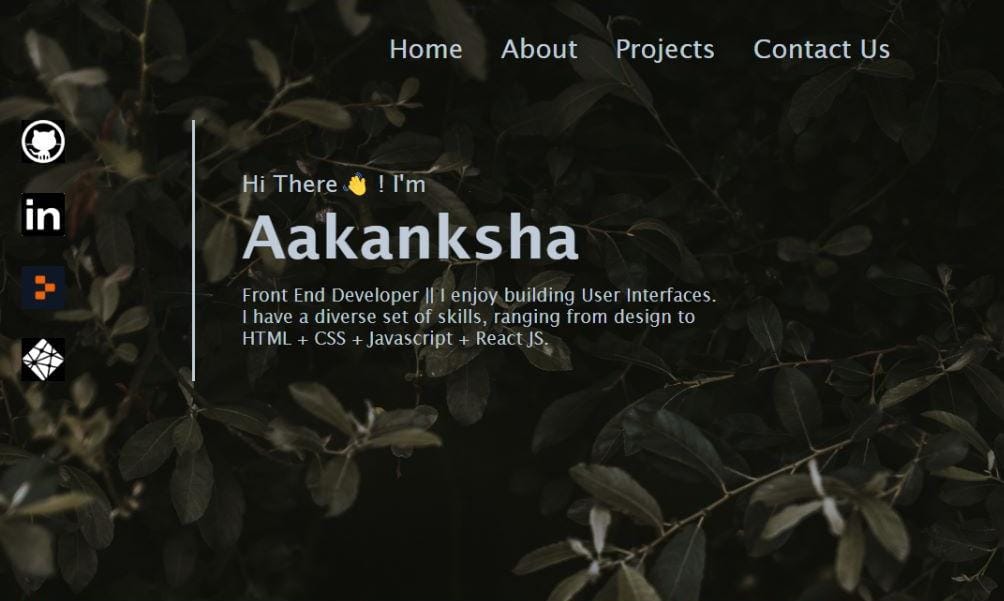 Home About Projects Contact Us
Hi There 👋 ! I'm
Aakanksha
Front End Developer || I enjoy building User Interfaces.
I have a diverse set of skills, ranging from design to
HTML + CSS + Javascript + React JS.
in